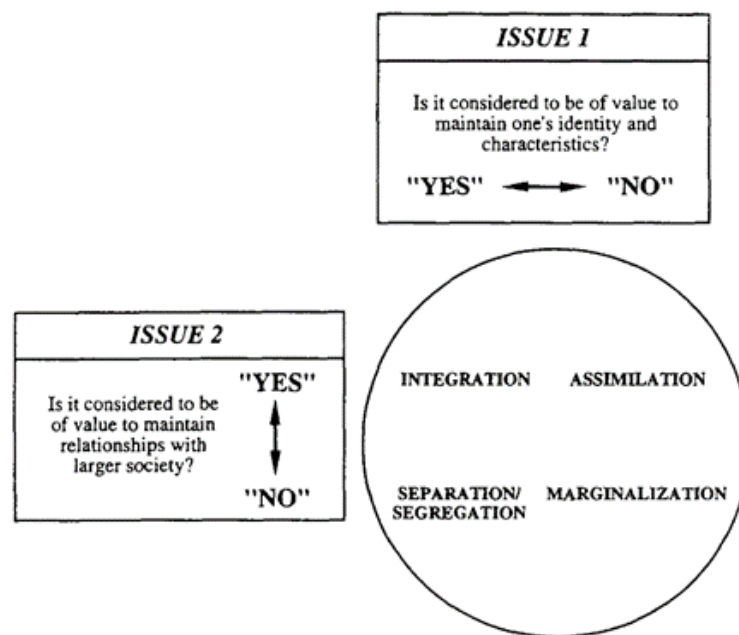 ISSUE 1
Is it considered to be of value to
maintain one's identity and
characteristics?
"YES" "NO"
ISSUE 2
"YES"
Is it considered to be
of value to maintain
relationships with
larger society?
"NO"
INTEGRATION ASSIMILATION
SEPARATION/ MARGINALIZATION
SEGREGATION